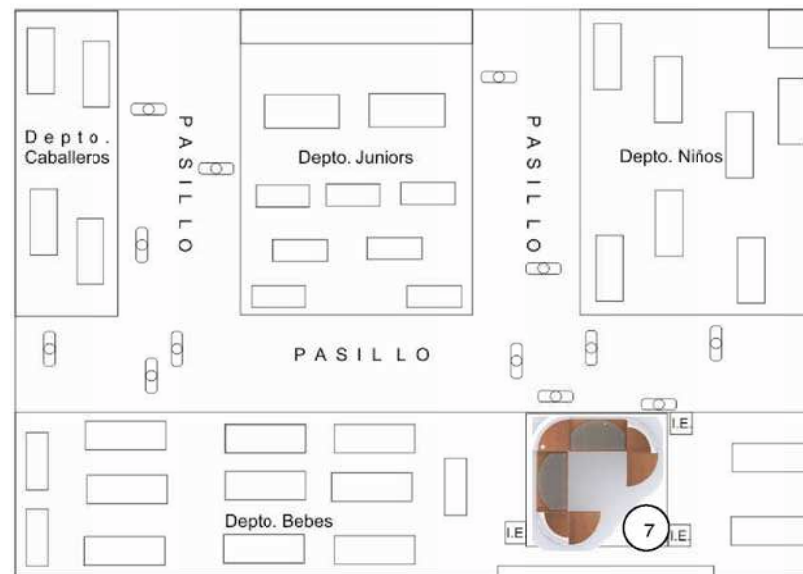 Depto.
Caballeros
PASILLO
Depto. Juniors
PASILLO
Depto. Niños
PASILLO
I.E.
Depto. Bebes
I.E.
7
I.E.